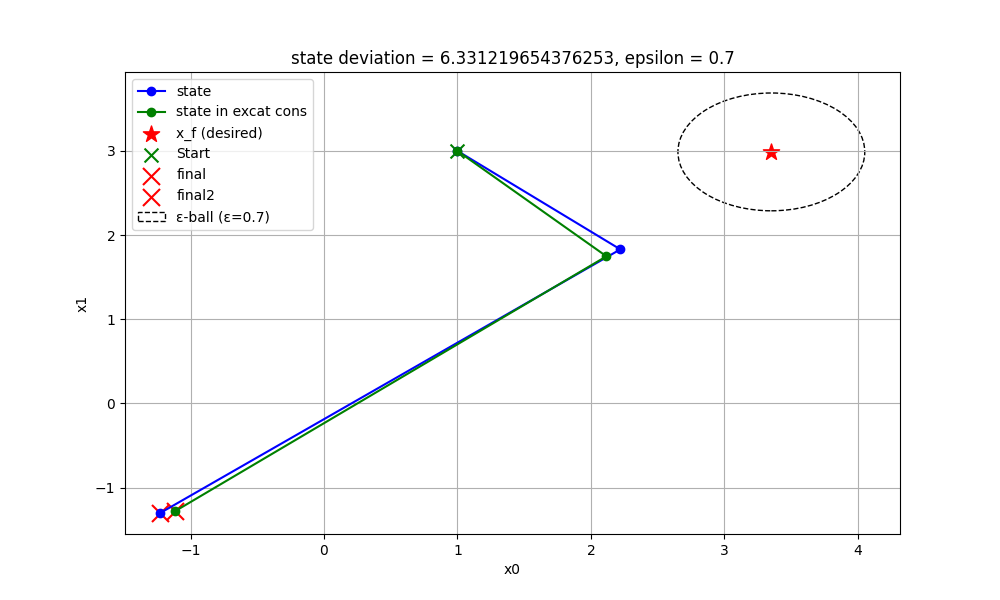 state deviation = 6.331219654376253, epsilon = 0.7
state
state in excat cons
x_f (desired)
Start
final
final2
ε-ball (ε=0.7)
x1
3
2
1
0
−1
−1
0
1
2
3
4
x0